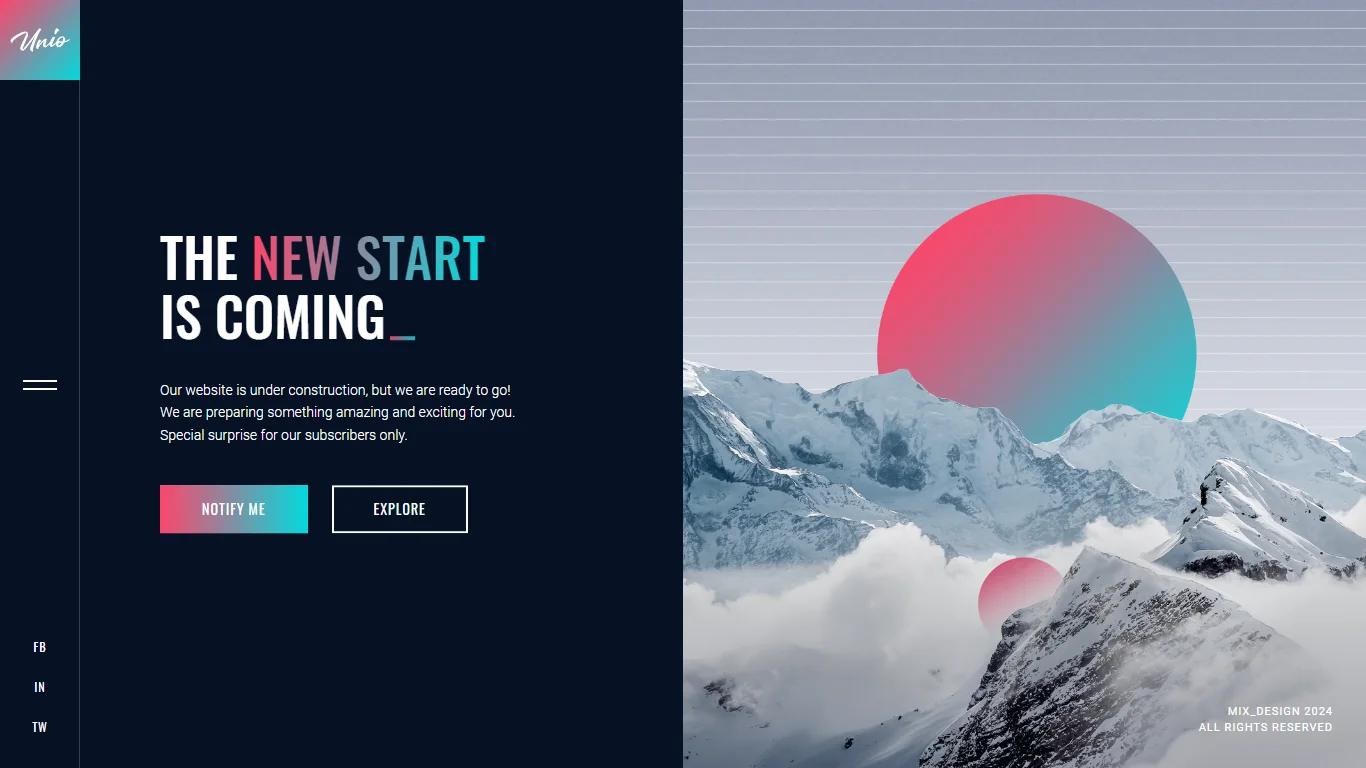 Unio
THE NEW START
IS COMING_
Our website is under construction, but we are ready to go!
We are preparing something amazing and exciting for you.
Special surprise for our subscribers only.
NOTIFY ME
EXPLORE
FB
IN
TW
MIX_DESIGN 2024
ALL RIGHTS RESERVED